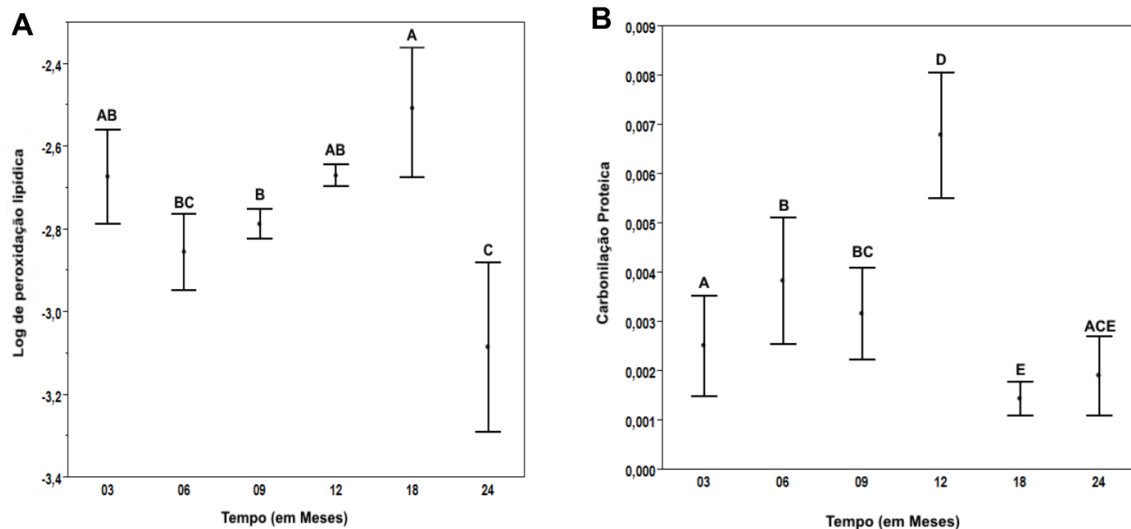 A
Log de peroxidação lipídica
-2,4
-2,6
-2,8
-3,0
-3,2
-3,4
AB
BC
B
AB
A
C
03 06 09 12 18 24
Tempo (em Meses)
B
Carbonilação Proteica
0,009
0,008
0,007
0,006
0,005
0,004
0,003
0,002
0,001
0,000
A
B
BC
D
E
ACE
03 06 09 12 18 24
Tempo (em Meses)